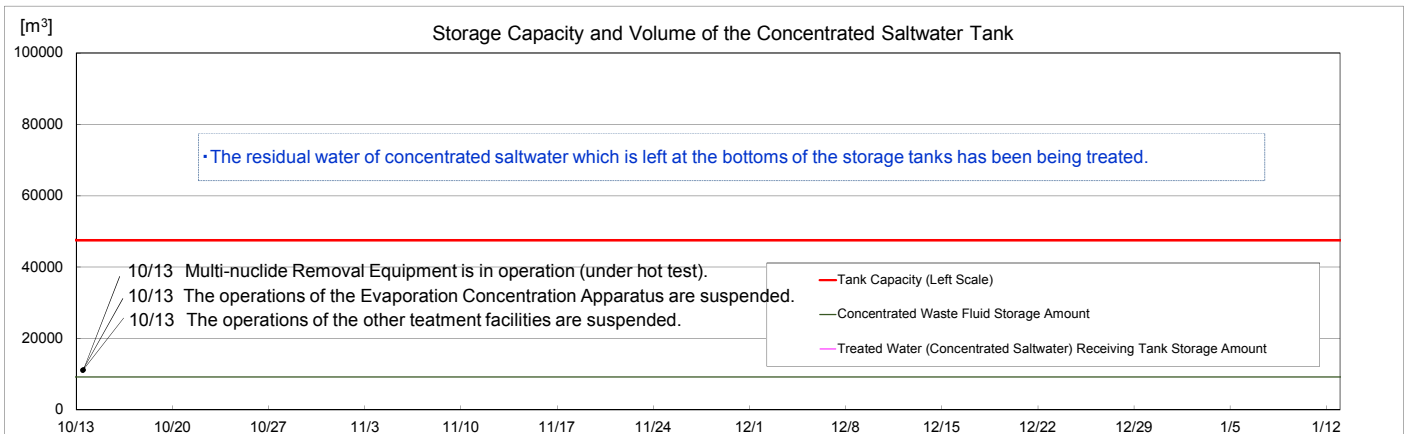 [m³]
Storage Capacity and Volume of the Concentrated Saltwater Tank
100000
80000
・The residual water of concentrated saltwater which is left at the bottoms of the storage tanks has been being treated.
60000
40000
10/13 Multi-nuclide Removal Equipment is in operation (under hot test).
10/13 The operations of the Evaporation Concentration Apparatus are suspended.
10/13 The operations of the other teatment facilities are suspended.
Tank Capacity (Left Scale)
Concentrated Waste Fluid Storage Amount
Treated Water (Concentrated Saltwater) Receiving Tank Storage Amount
20000
0
10/13 10/20 10/27 11/3 11/10 11/17 11/24 12/1 12/8 12/15 12/22 12/29 1/5 1/12